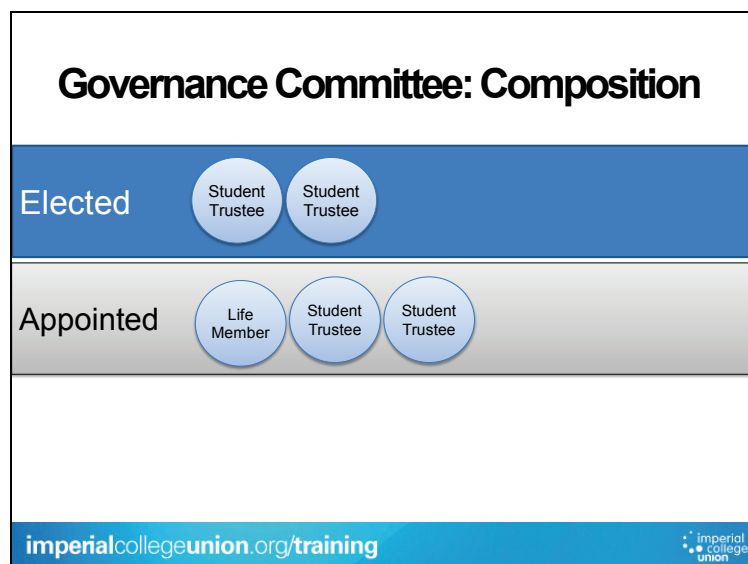 Governance Committee: Composition
Elected
Student
Trustee
Student
Trustee
Appointed
Life
Member
Student
Trustee
Student
Trustee
imperialcollegeunion.org/training
imperial
college
union